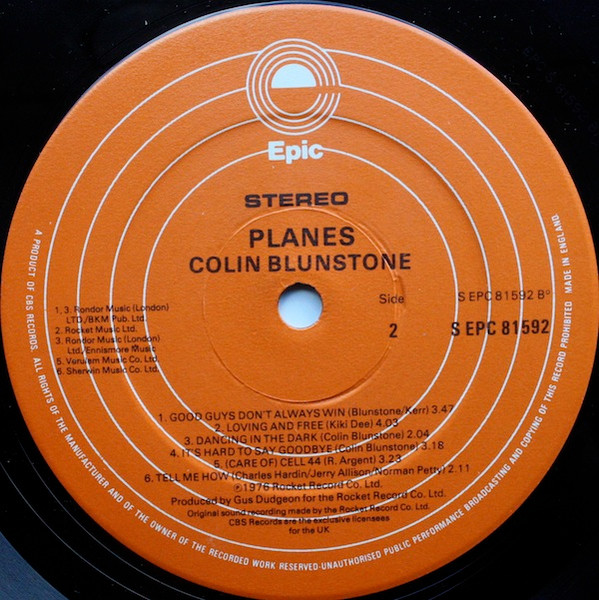 Epic
STEREO
PLANES
COLIN BLUNSTONE
Side
2
S EPC 81592 Bº
S EPC 81592
1, 3. Rondor Music (London)
LTD./BKM Pub. Ltd.
2. Rocket Music Ltd.
3. Rondor Music (London)
Ltd./Ennismore Music
5. Verulam Music Co. Ltd.
6. Sherwin Music Co. Ltd.
1. GOOD GUYS DON'T ALWAYS WIN (Blunstone/Kerr) 3.47
2. LOVING AND FREE (Kiki Dee) 4.03
3. DANCING IN THE DARK (Colin Blunstone) 2.04
4. IT'S HARD TO SAY GOODBYE (Colin Blunstone) 3.18
5. (CARE OF) CELL 44 (R. Argent) 3.23
6. TELL ME HOW (Charles Hardin/Jerry Allison/Norman Petty) 2.11
℗1976 Rocket Record Co. Ltd.
Produced by Gus Dudgeon for the Rocket Record Co. Ltd.
Original sound recording made by the Rocket Record Co. Ltd.
CBS Records are the exclusive licensees
for the UK
A PRODUCT OF CBS RECORDS. ALL RIGHTS OF THE MANUFACTURER AND OF THE OWNER OF THE RECORDED WORK RESERVED-UNAUTHORISED PUBLIC PERFORMANCE BROADCASTING AND COPYING OF THIS RECORD PROHIBITED MADE IN ENGLAND.